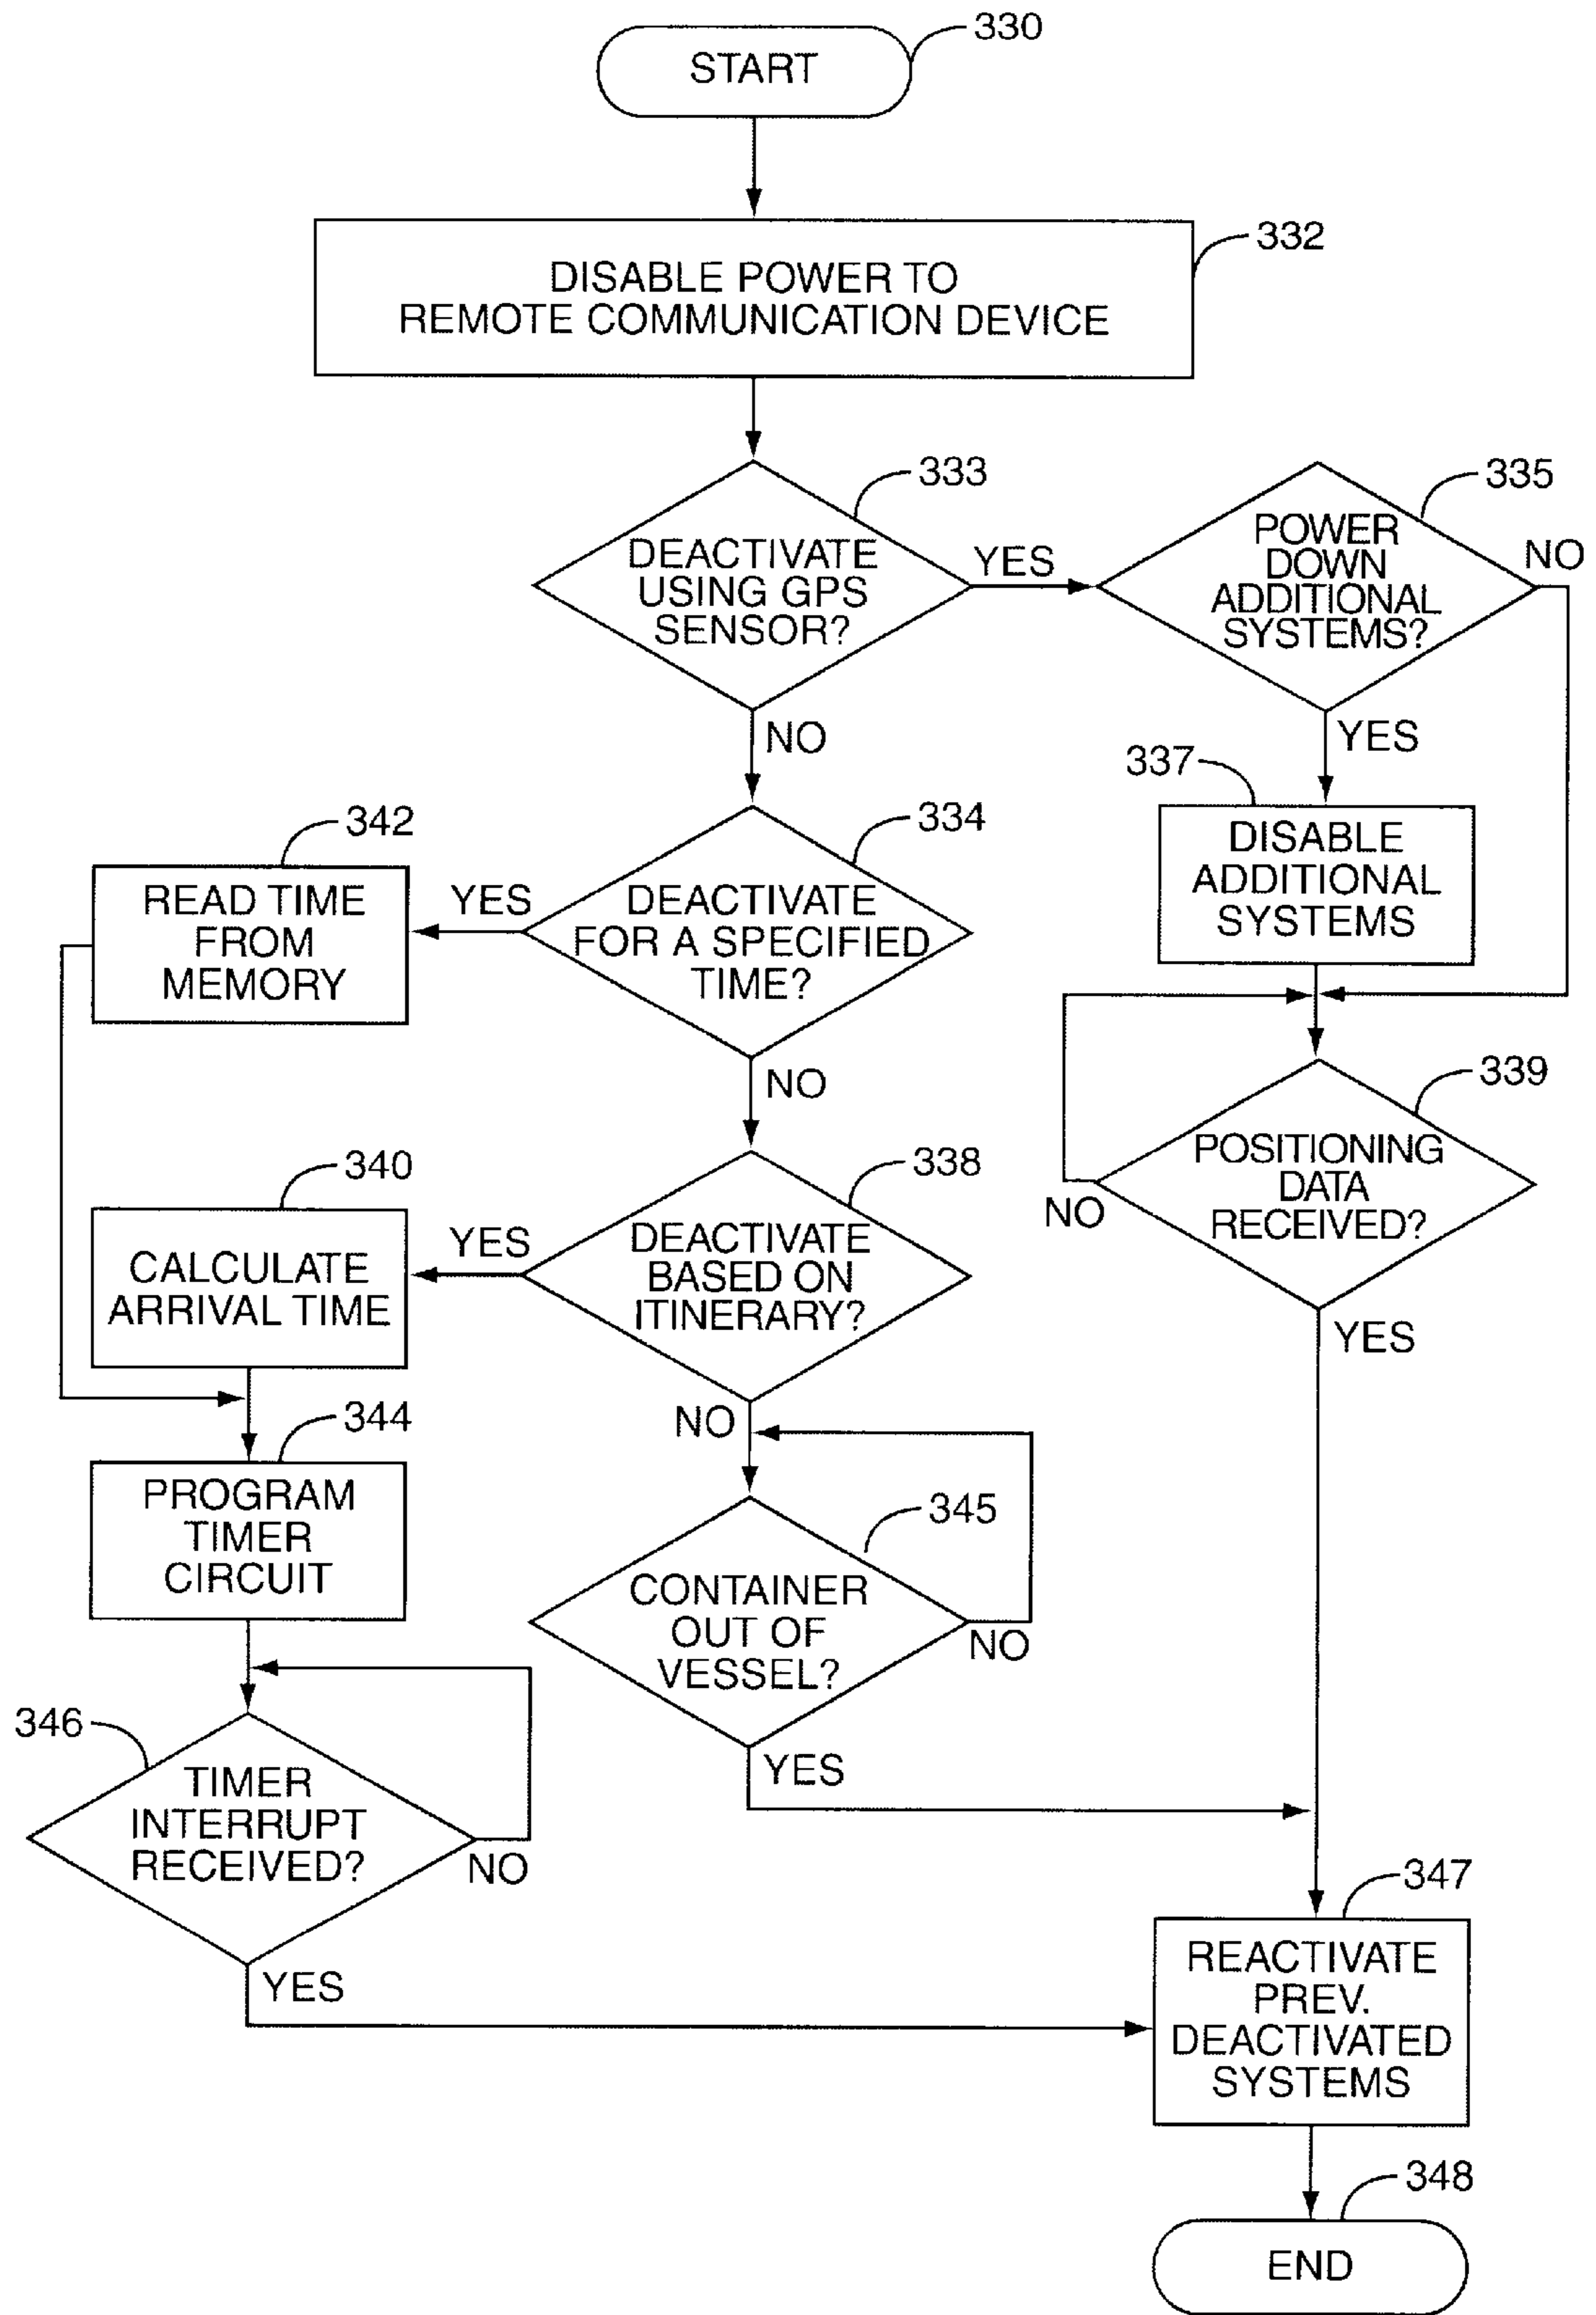 330
START
332
DISABLE POWER TO
REMOTE COMMUNICATION DEVICE
333
DEACTIVATE
USING GPS
SENSOR?
YES
NO
335
POWER
DOWN
ADDITIONAL
SYSTEMS?
NO
YES
337
DISABLE
ADDITIONAL
SYSTEMS
334
DEACTIVATE
FOR A SPECIFIED
TIME?
YES
NO
342
READ TIME
FROM
MEMORY
339
POSITIONING
DATA
RECEIVED?
NO
YES
338
DEACTIVATE
BASED ON
ITINERARY?
YES
NO
340
CALCULATE
ARRIVAL TIME
344
PROGRAM
TIMER
CIRCUIT
345
CONTAINER
OUT OF
VESSEL?
NO
YES
346
TIMER
INTERRUPT
RECEIVED?
NO
YES
347
REACTIVATE
PREV.
DEACTIVATED
SYSTEMS
348
END